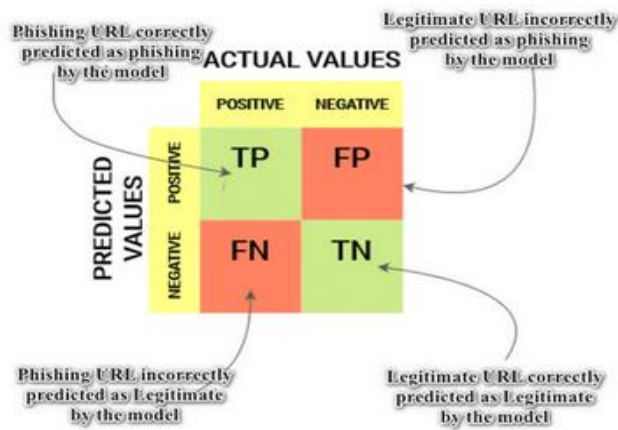 Phishing URL correctly
predicted as phishing
by the model
Legitimate URL incorrectly
predicted as phishing
by the model
ACTUAL VALUES
POSITIVE
NEGATIVE
PREDICTED
VALUES
POSITIVE
TP
FP
NEGATIVE
FN
TN
Phishing URL incorrectly
predicted as Legitimate
by the model
Legitimate URL correctly
predicted as Legitimate
by the model